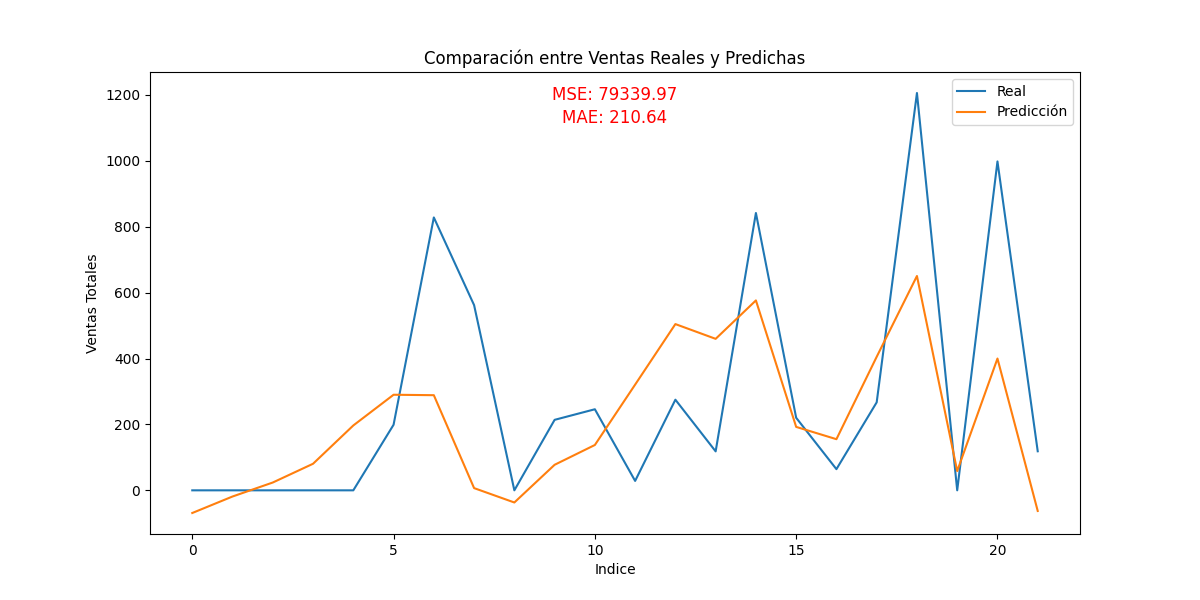 Comparación entre Ventas Reales y Predichas
MSE: 79339.97
MAE: 210.64
Real
Predicción
Ventas Totales
1200
1000
800
600
400
200
0
0 5 10 15 20
Indice